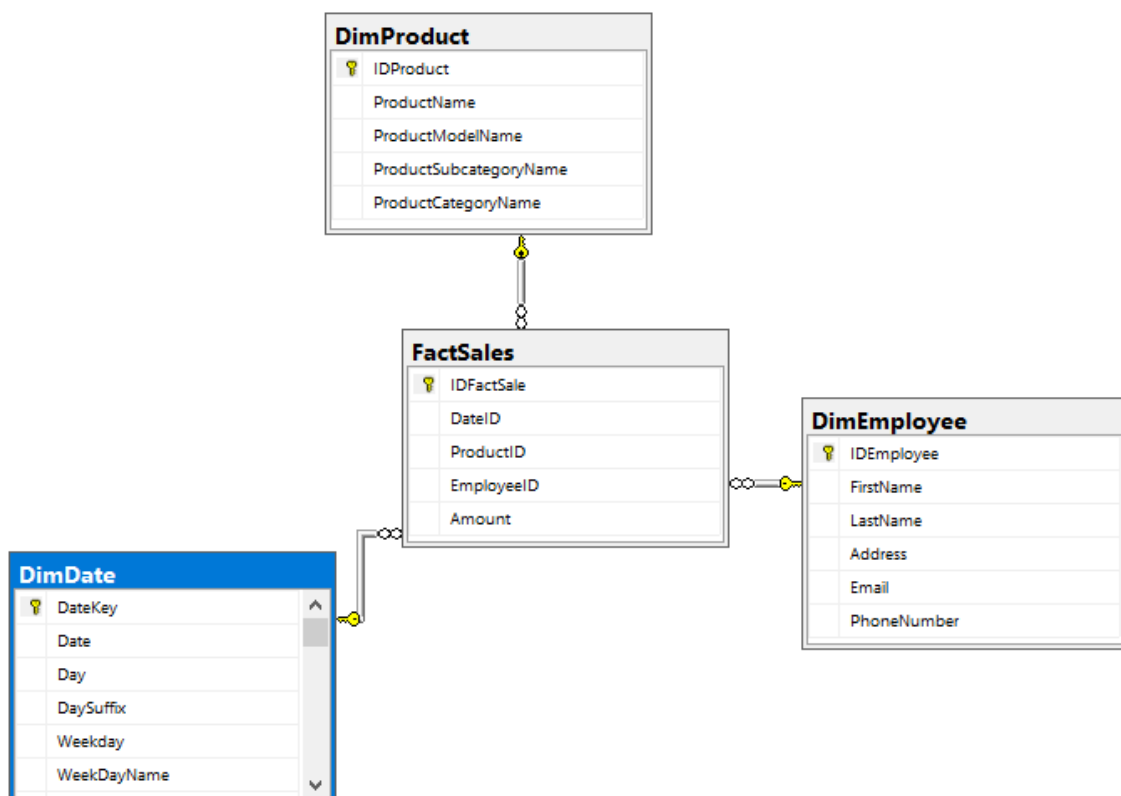 DimProduct
IDProduct
ProductName
ProductModelName
ProductSubcategoryName
ProductCategoryName
FactSales
IDFactSale
DateID
ProductID
EmployeeID
Amount
DimEmployee
IDEmployee
FirstName
LastName
Address
Email
PhoneNumber
DimDate
DateKey
Date
Day
DaySuffix
Weekday
WeekDayName